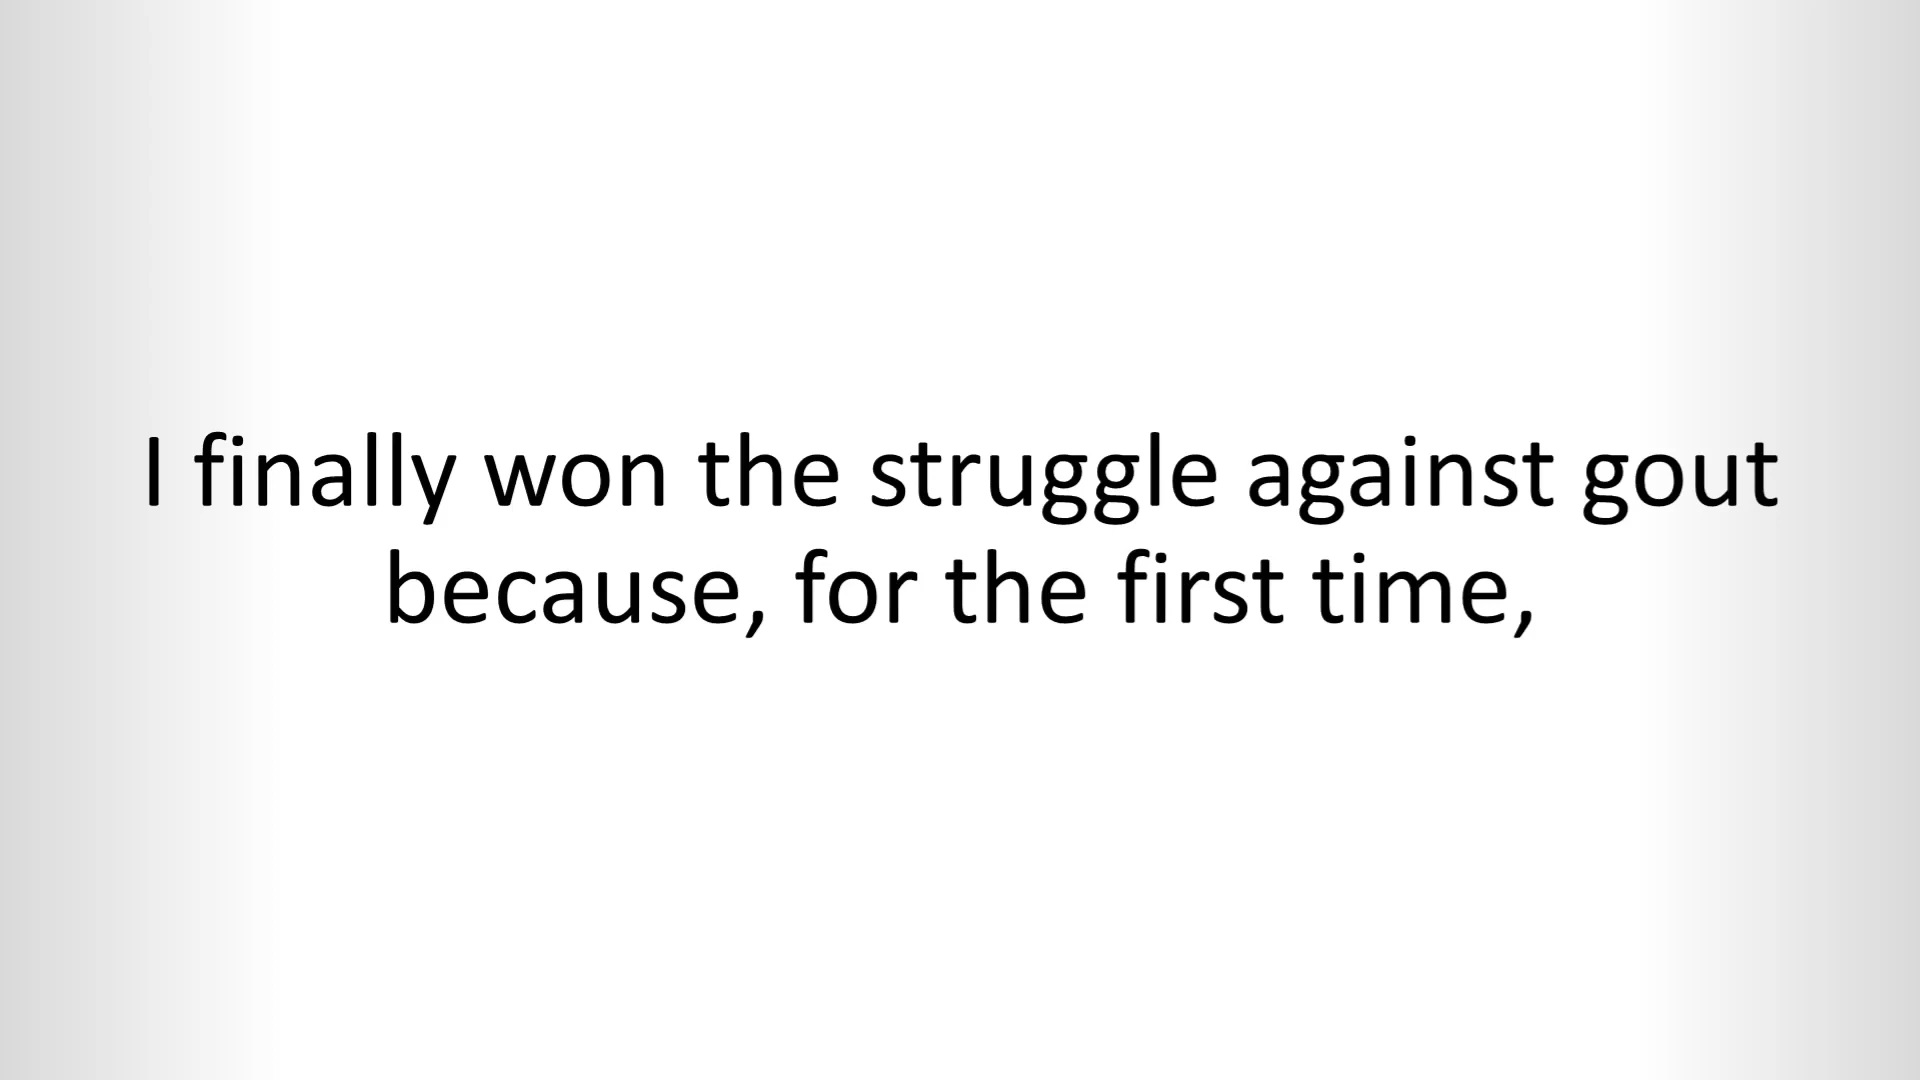 I finally won the struggle against gout
because, for the first time,